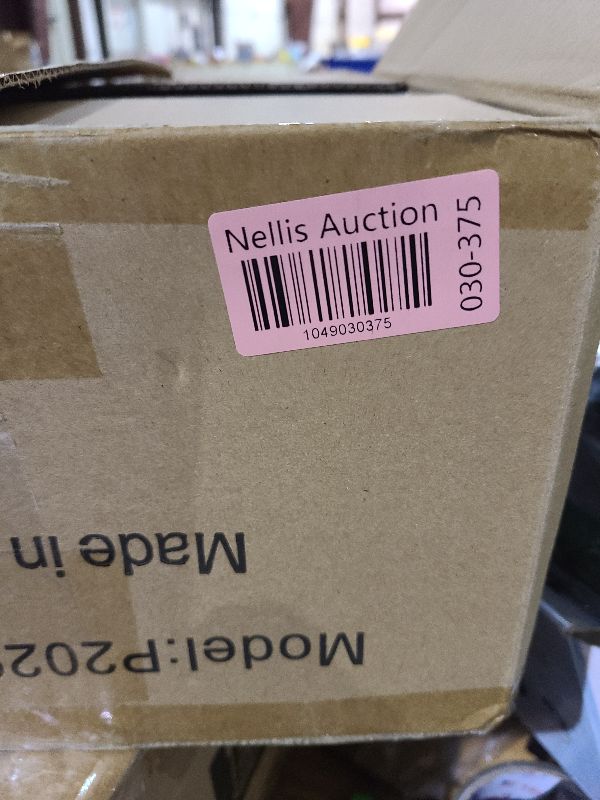 Nellis Auction
1049030375
030-375
Made in
Model:P202